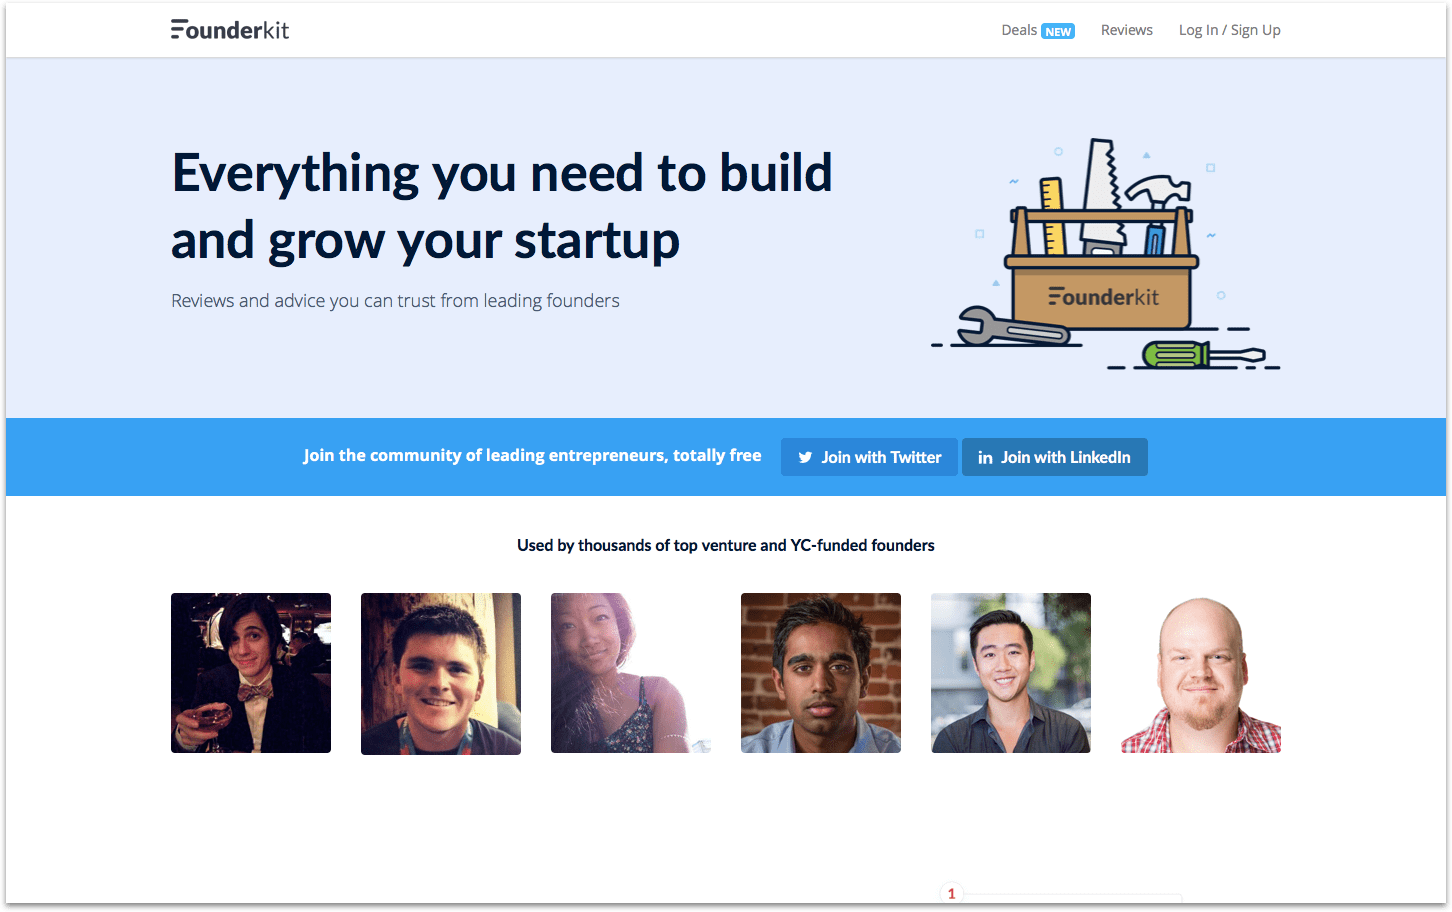 Founderkit
Deals NEW Reviews Log In / Sign Up
Everything you need to build
and grow your startup
Reviews and advice you can trust from leading founders
Founderkit
Join the community of leading entrepreneurs, totally free Join with Twitter in Join with LinkedIn
Used by thousands of top venture and YC-funded founders
1